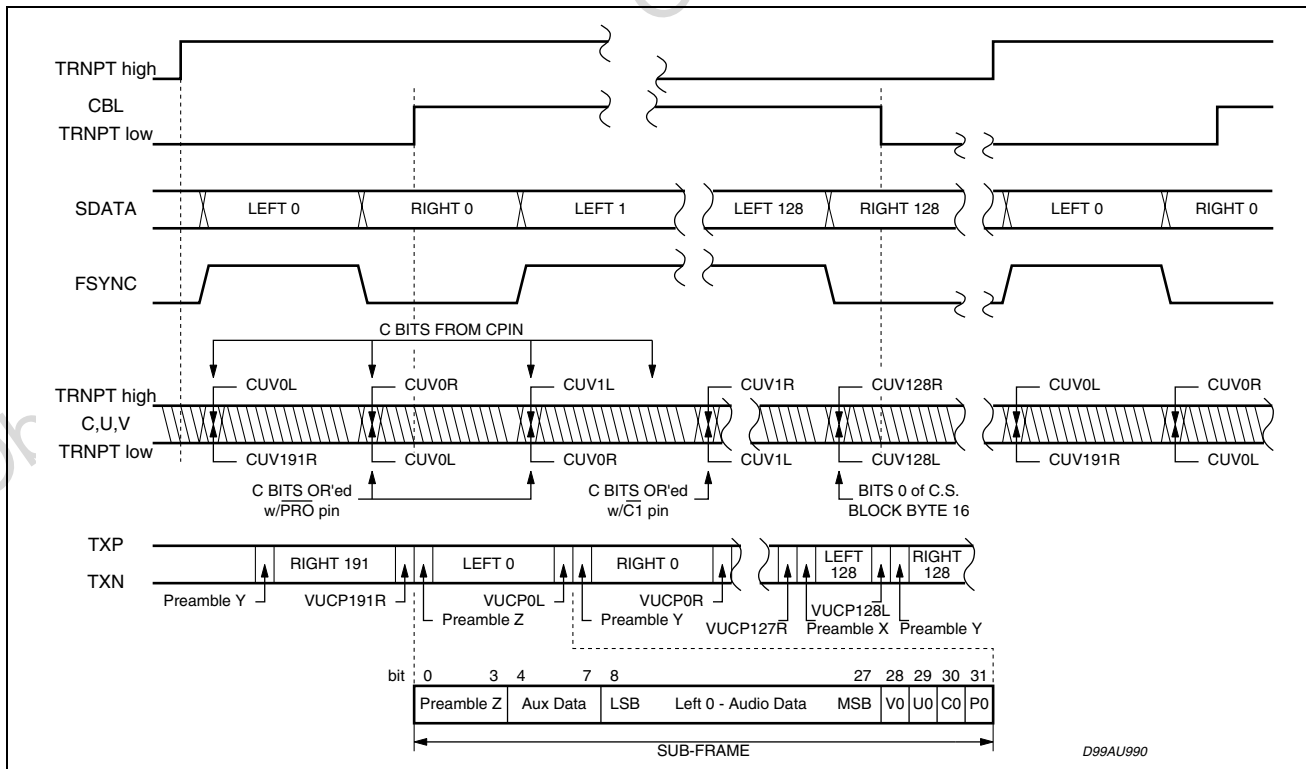 TRNPT high
CBL
TRNPT low
SDATA LEFT 0 RIGHT 0 LEFT 1 LEFT 128 RIGHT 128 LEFT 0 RIGHT 0
FSYNC
C BITS FROM CPIN
TRNPT high CUV0L CUV0R CUV1L CUV1R CUV128R CUV0L CUV0R
C,U,V
TRNPT low CUV191R CUV0L CUV0R CUV1L CUV128L CUV191R CUV0L
C BITS OR'ed C BITS OR'ed BITS 0 of C.S.
w/PRO pin w/C1 pin BLOCK BYTE 16
TXP
RIGHT 191 LEFT 0 RIGHT 0 LEFT 128 RIGHT 128
TXN
Preamble Y VUCP191R VUCP0L VUCP0R VUCP128L
Preamble Z Preamble Y VUCP127R Preamble X Preamble Y
bit 0 3 4 7 8 27 28 29 30 31
Preamble Z Aux Data LSB Left 0 - Audio Data MSB V0 U0 C0 P0
SUB-FRAME
D99AU990